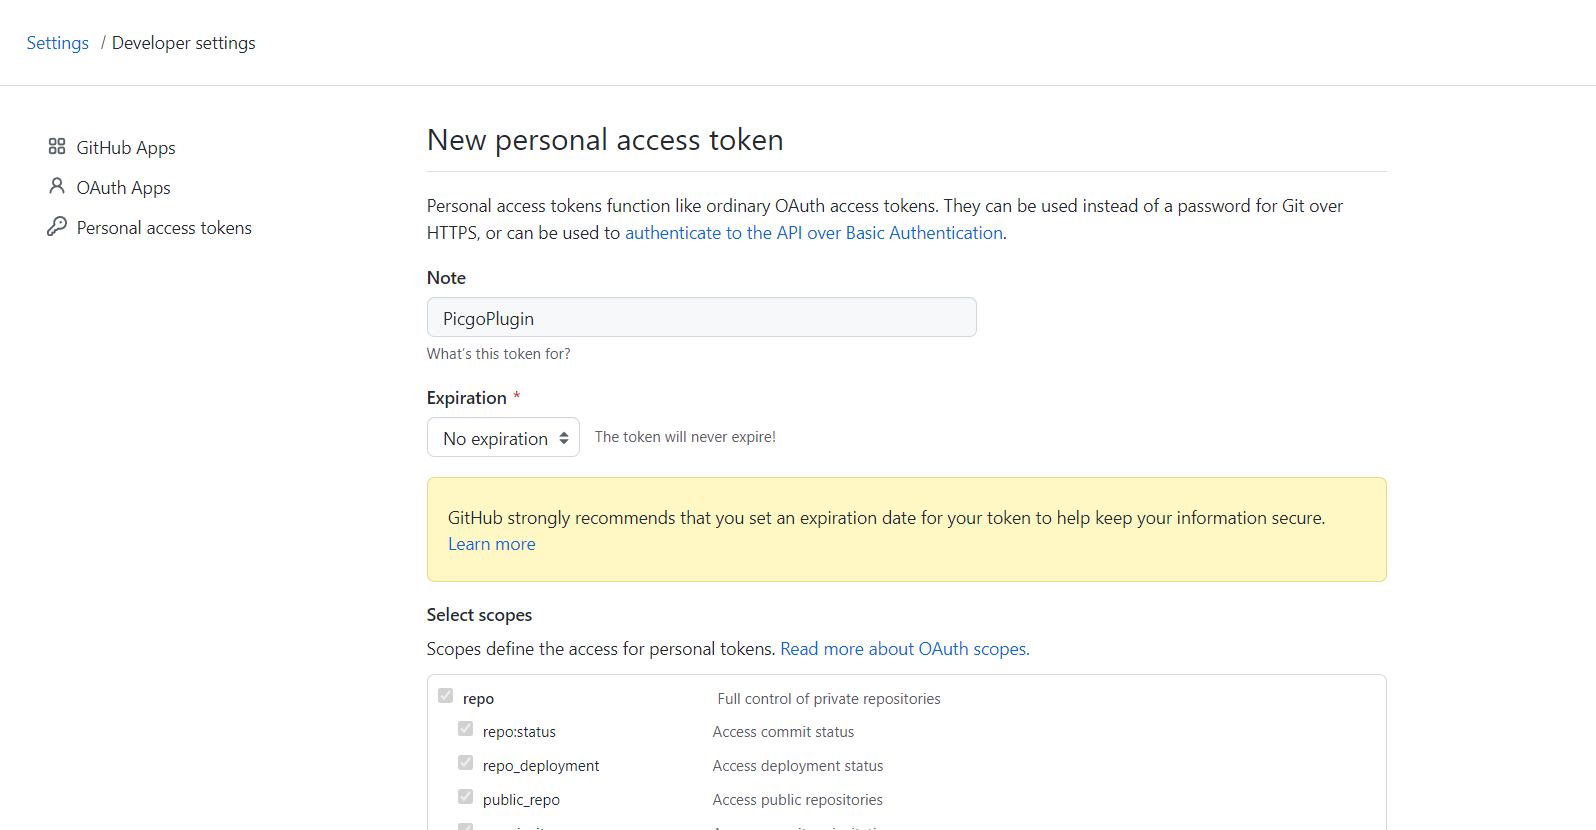 Settings / Developer settings
GitHub Apps
OAuth Apps
Personal access tokens
New personal access token
Personal access tokens function like ordinary OAuth access tokens. They can be used instead of a password for Git over
HTTPS, or can be used to authenticate to the API over Basic Authentication.
Note
PicgoPlugin
What's this token for?
Expiration *
No expiration The token will never expire!
GitHub strongly recommends that you set an expiration date for your token to help keep your information secure.
Learn more
Select scopes
Scopes define the access for personal tokens. Read more about OAuth scopes.
repo Full control of private repositories
repo:status Access commit status
repo_deployment Access deployment status
public_repo Access public repositories